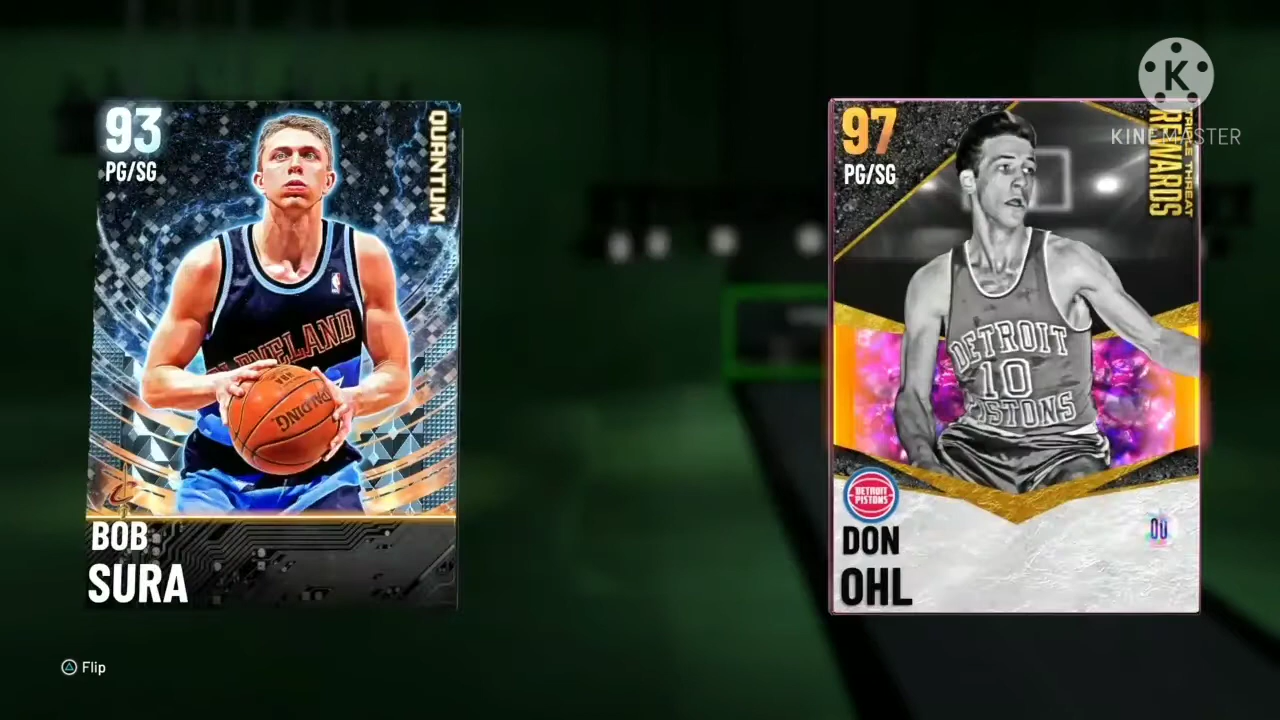 93
PG/SG
QUANTUM
CLEVELAND
SPALDING
BOB
SURA
Flip
97
PG/SG
TRIPLE THREAT
REWARDS
DETROIT
10
PISTONS
DETROIT
PISTONS
DON
OHL
00
K
KINEMASTER